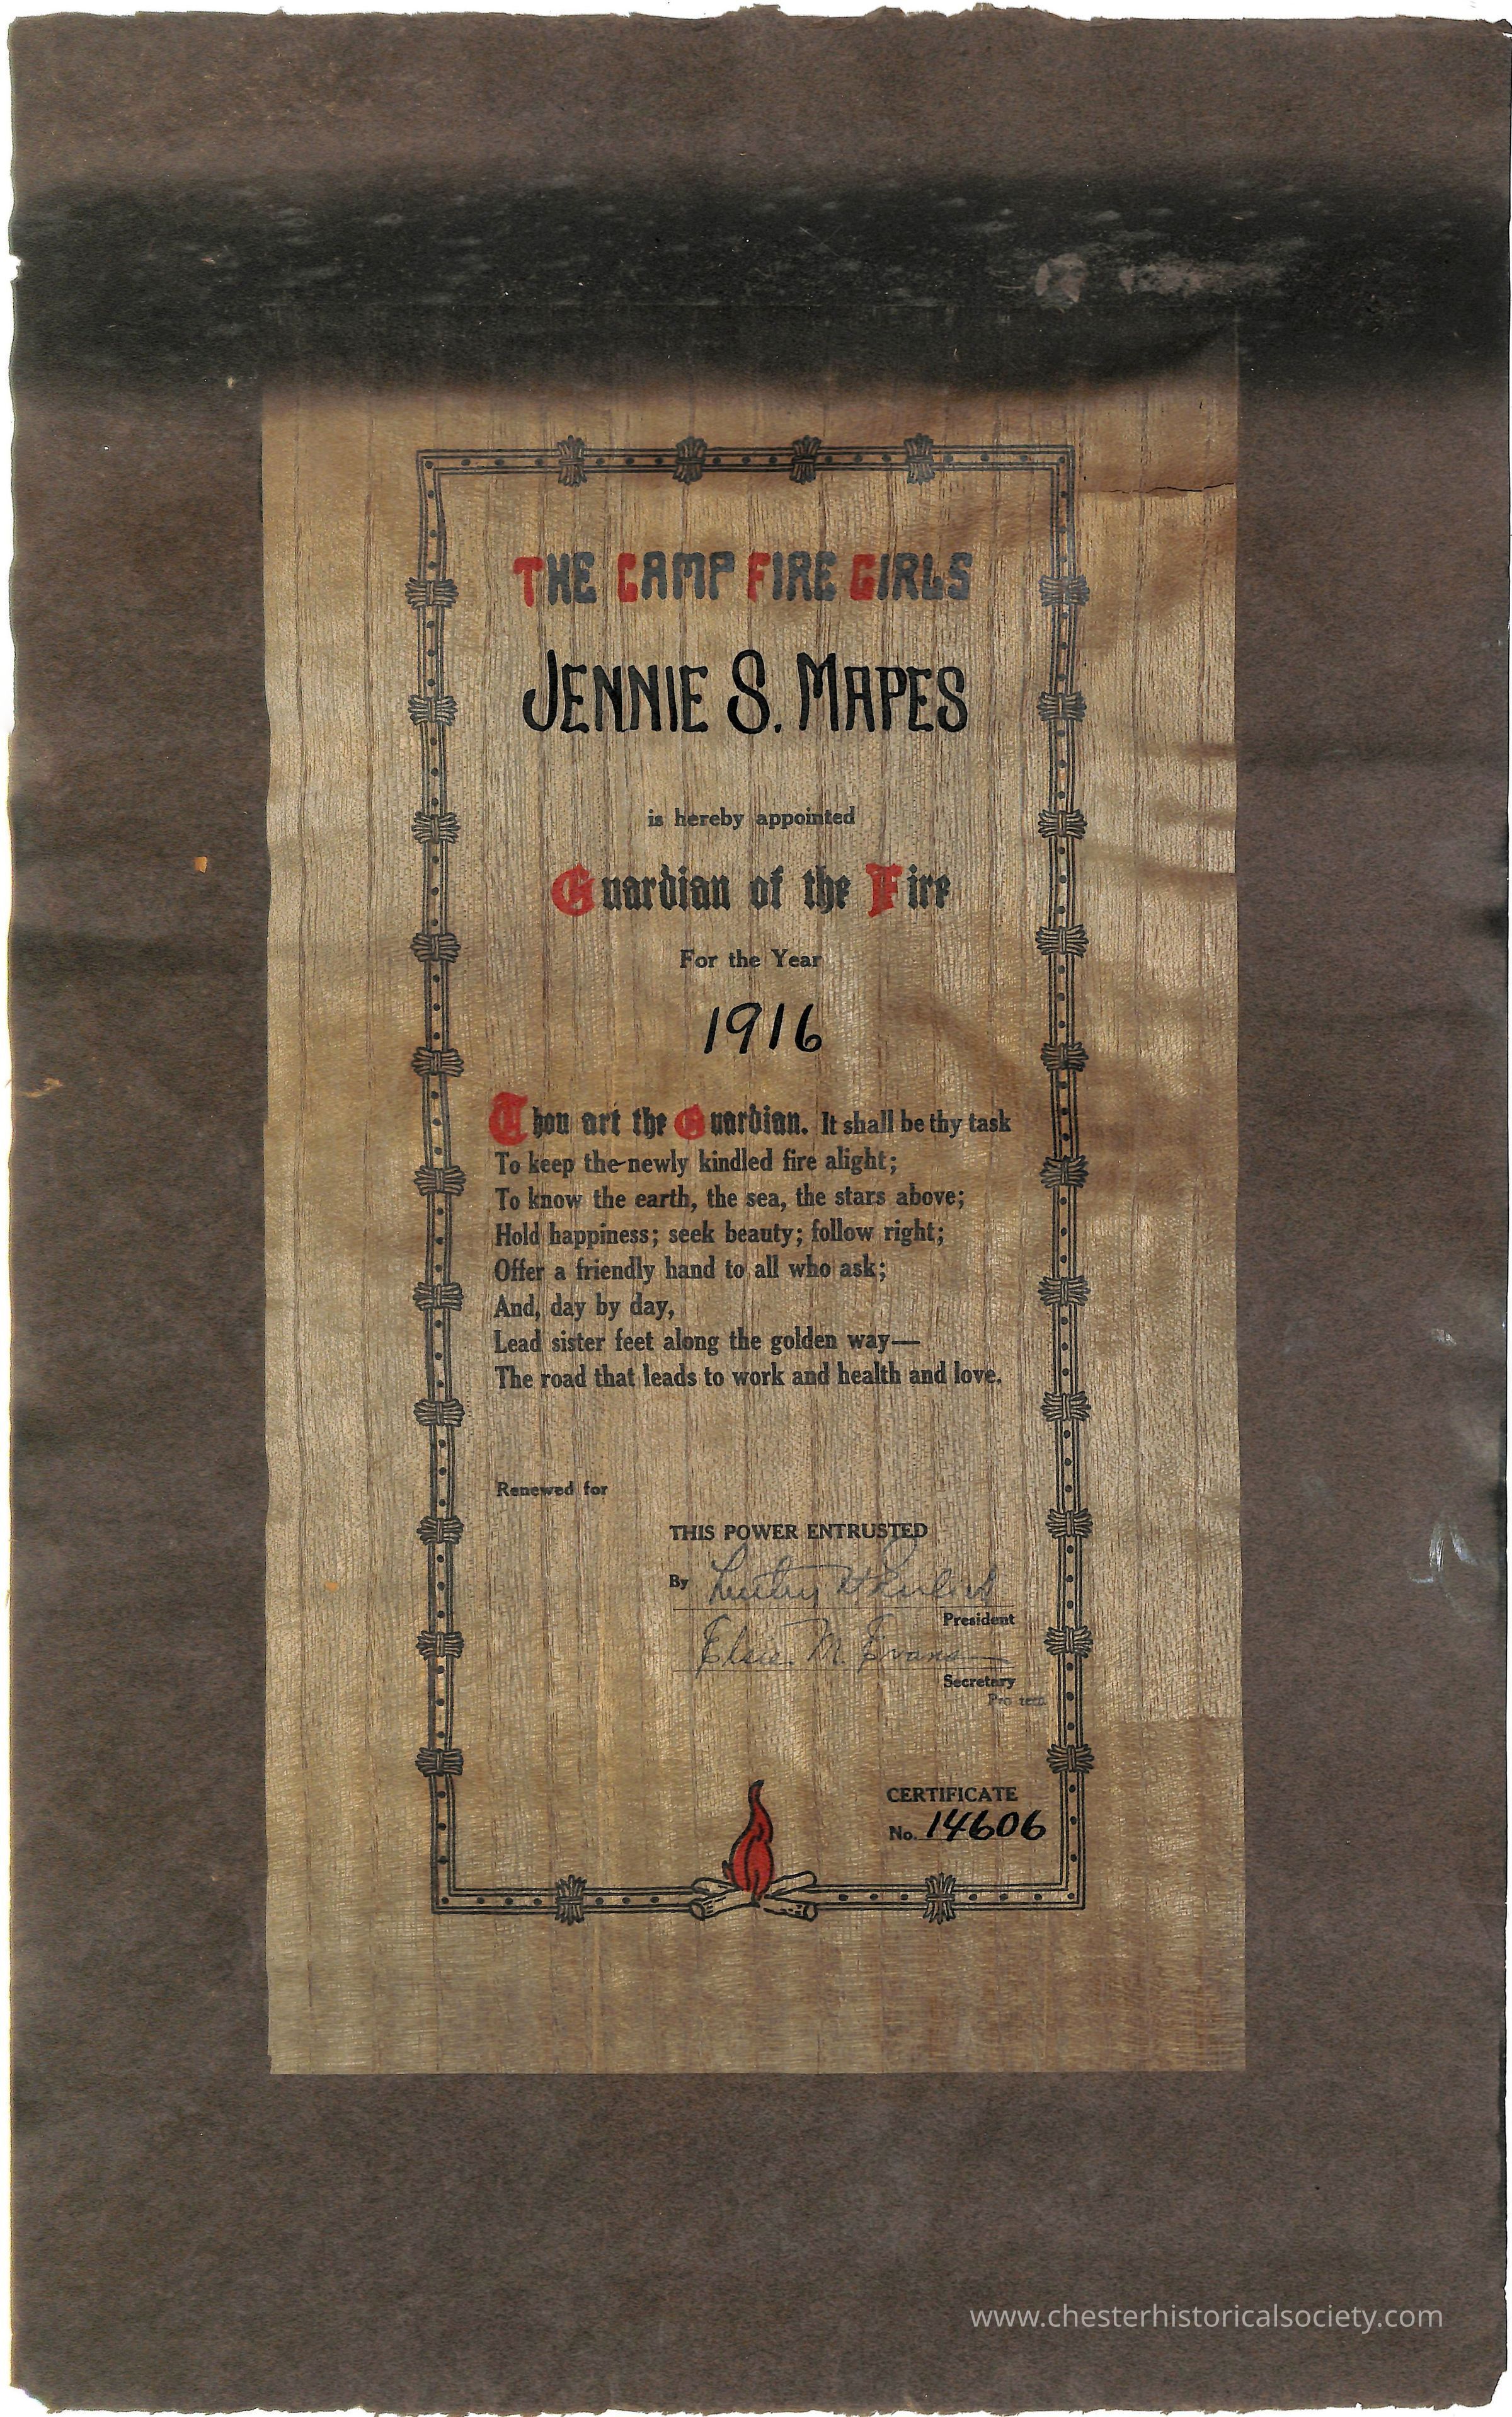 THE CAMP FIRE GIRLS
JENNIE S. MAPES
is hereby appointed
Guardian of the Fire
For the Year
1916
Thou art the Guardian. It shall be thy task
To keep the newly kindled fire alight;
To know the earth, the sea, the stars above;
Hold happiness; seek beauty; follow right;
Offer a friendly hand to all who ask;
And, day by day,
Lead sister feet along the golden way—
The road that leads to work and health and love.
Renewed for
THIS POWER ENTRUSTED
By
President
Elsie M. Evans
Secretary
Pro tem.
CERTIFICATE
No. 14606
www.chesterhistoricalsociety.com